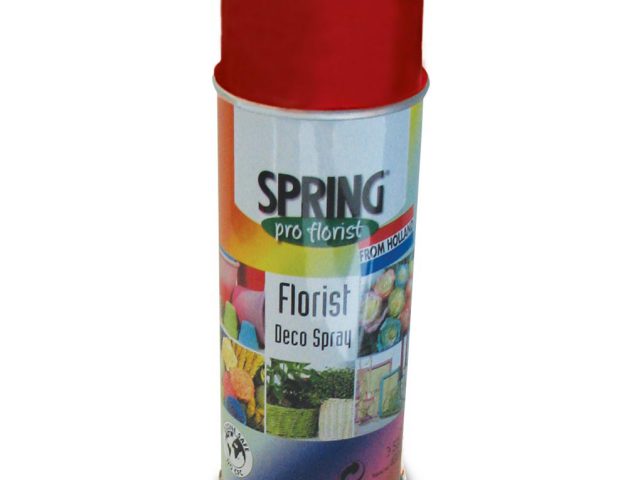 SPRING
pro florist
FROM HOLLAND
Florist
Deco Spray